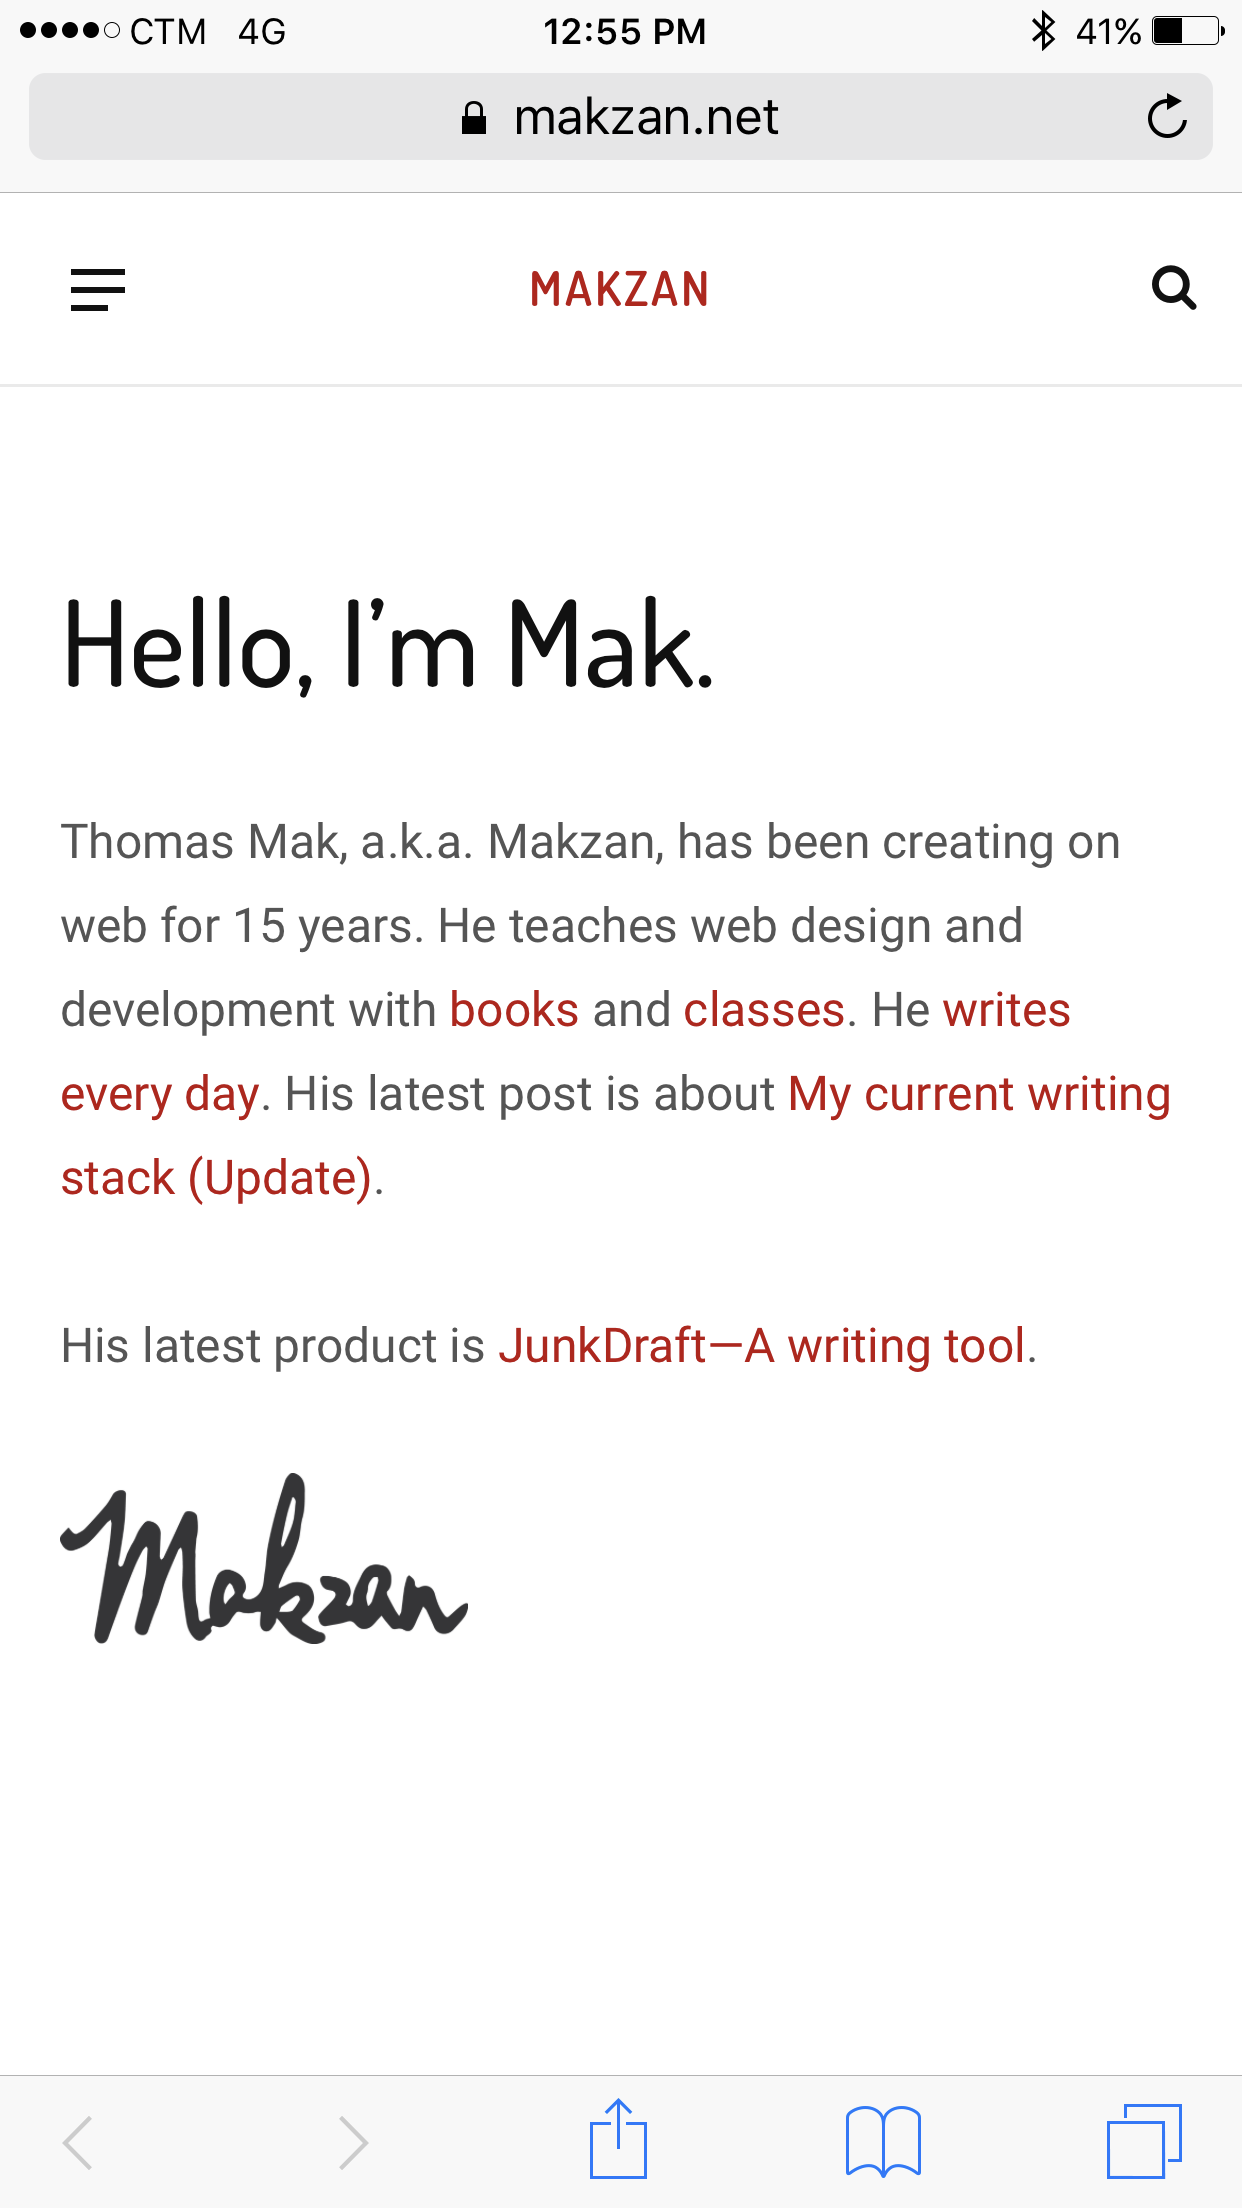 CTM 4G 12:55 PM 41%
makzan.net
MAKZAN
Hello, I’m Mak.
Thomas Mak, a.k.a. Makzan, has been creating on
web for 15 years. He teaches web design and
development with books and classes. He writes
every day. His latest post is about My current writing
stack (Update).
His latest product is JunkDraft—A writing tool.
Makzan